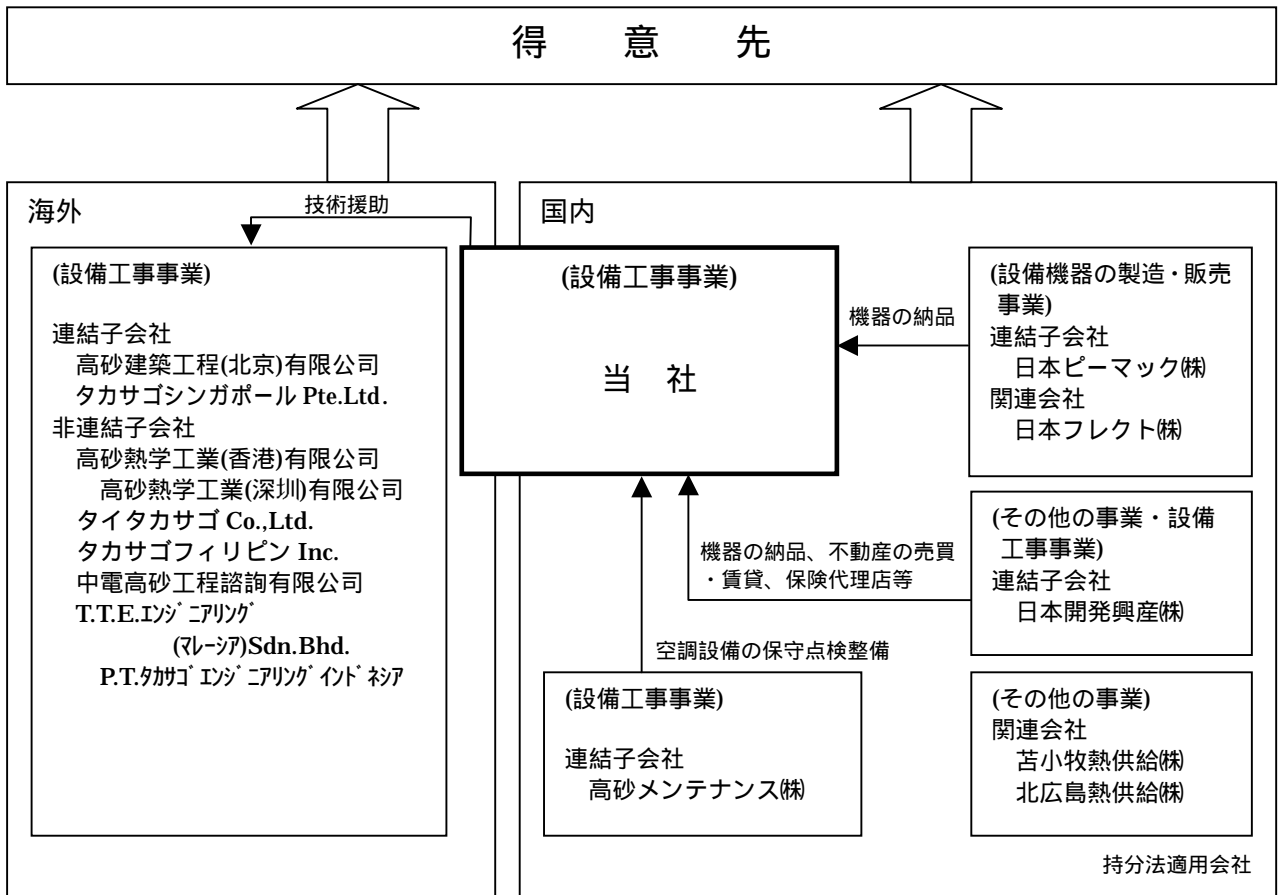 得 意 先
海外
技術援助
(設備工事事業)
連結子会社
高砂建築工程(北京)有限公司
タカサゴシンガポール Pte.Ltd.
非連結子会社
高砂熱学工業(香港)有限公司
高砂熱学工業(深圳)有限公司
タイタカサゴ Co.,Ltd.
タカサゴフィリピン Inc.
中電高砂工程諮詢有限公司
T.T.E.ｴﾝｼﾞﾆｱﾘﾝｸﾞ
(ﾏﾚｰｼｱ)Sdn.Bhd.
P.T.ﾀｶｻｺﾞｴﾝｼﾞﾆｱﾘﾝｸﾞｲﾝﾄﾞﾈｼｱ
国内
(設備工事事業)
当 社
機器の納品
(設備機器の製造・販売
事業)
連結子会社
日本ピーマック㈱
関連会社
日本フレクト㈱
機器の納品、不動産の売買
・賃貸、保険代理店等
(その他の事業・設備
工事事業)
連結子会社
日本開発興産㈱
空調設備の保守点検整備
(設備工事事業)
連結子会社
高砂メンテナンス㈱
(その他の事業)
関連会社
苫小牧熱供給㈱
北広島熱供給㈱
持分法適用会社